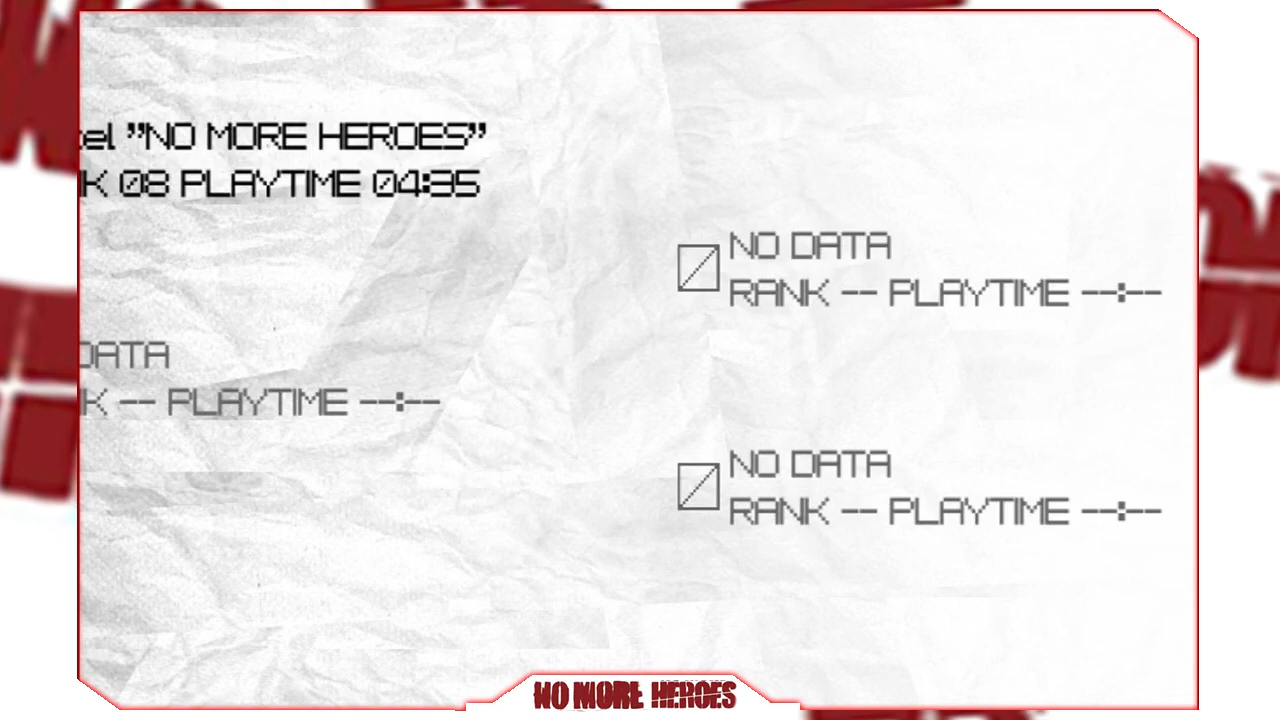 el ”NO MORE HEROES”
K 08 PLAYTIME 04:35
NO DATA
RANK -- PLAYTIME --:--
DATA
K -- PLAYTIME --:--
NO DATA
RANK -- PLAYTIME --:--
NO MORE HEROES